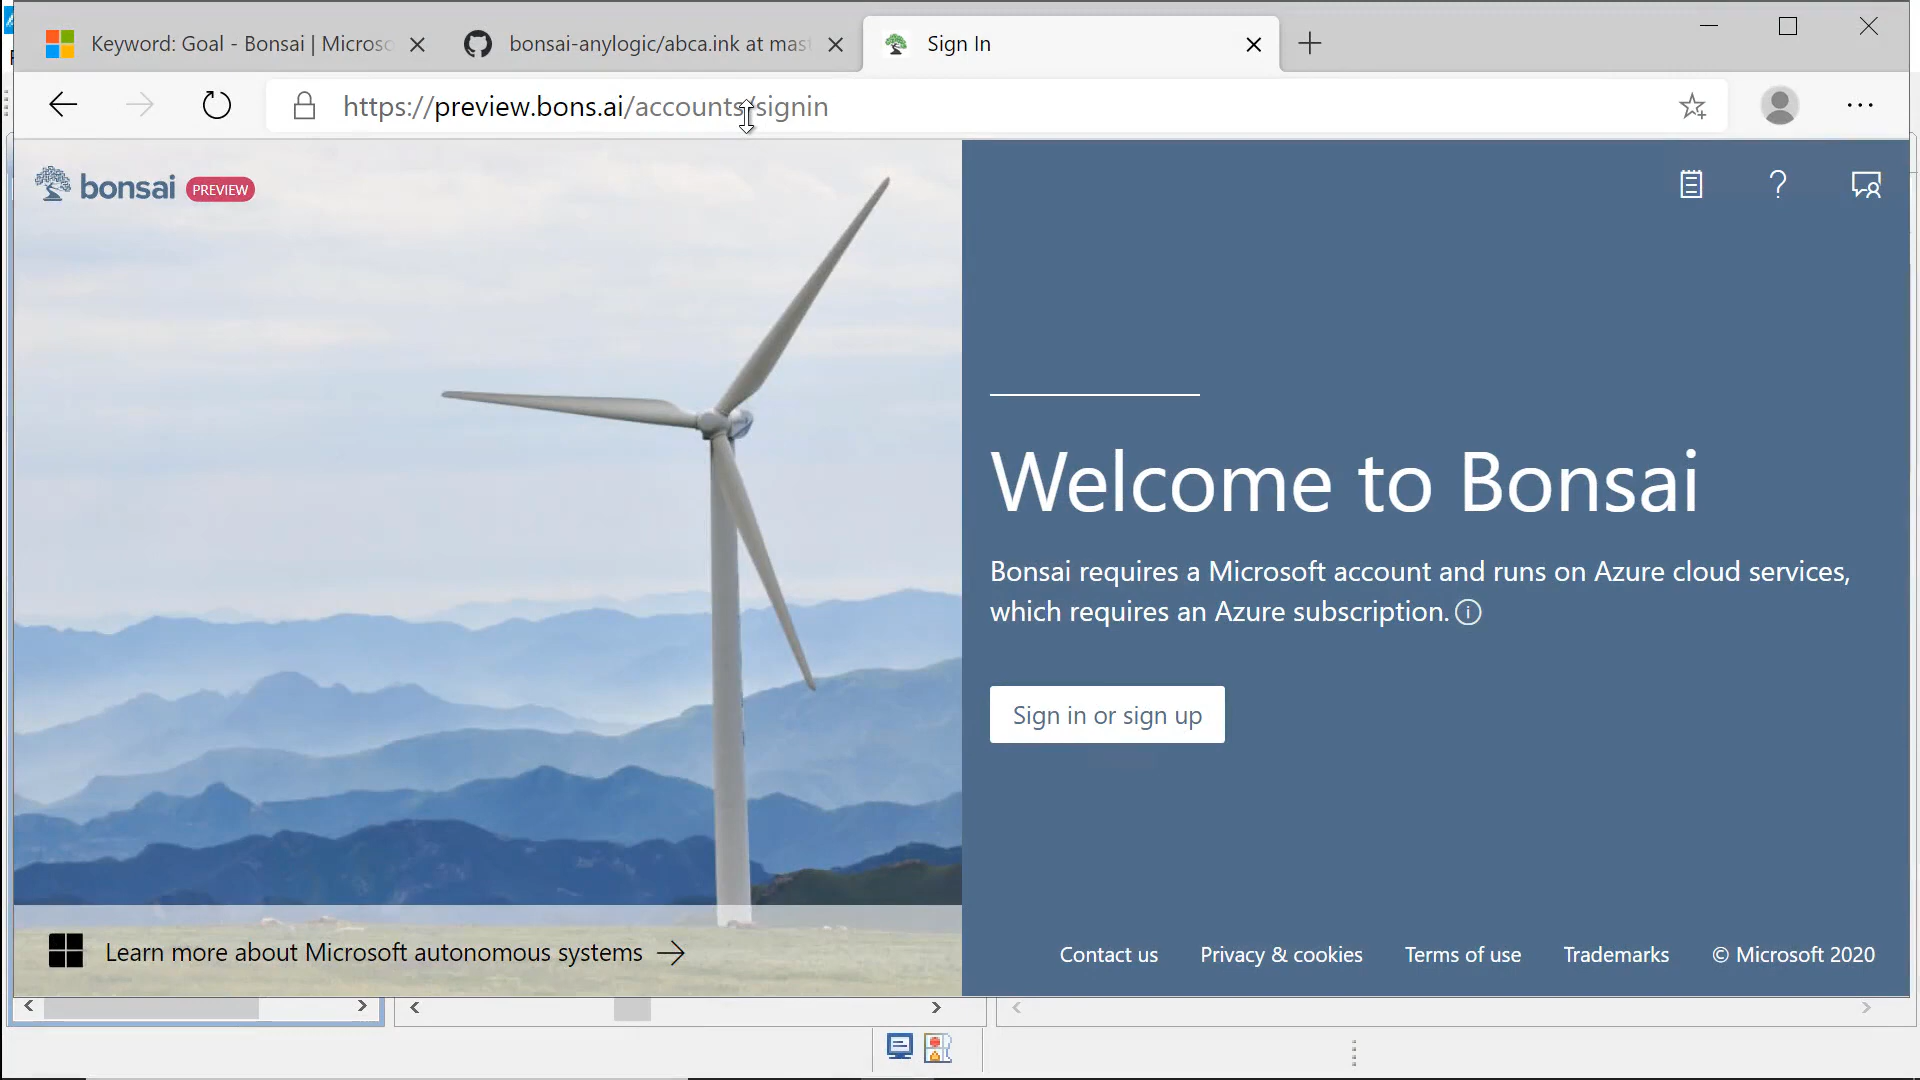 Keyword: Goal - Bonsai | Microso
bonsai-anylogic/abca.ink at mast
Sign In
https://preview.bons.ai/accounts/signin
bonsai PREVIEW
Welcome to Bonsai
Bonsai requires a Microsoft account and runs on Azure cloud services,
which requires an Azure subscription.
Sign in or sign up
Learn more about Microsoft autonomous systems
Contact us Privacy & cookies Terms of use Trademarks © Microsoft 2020